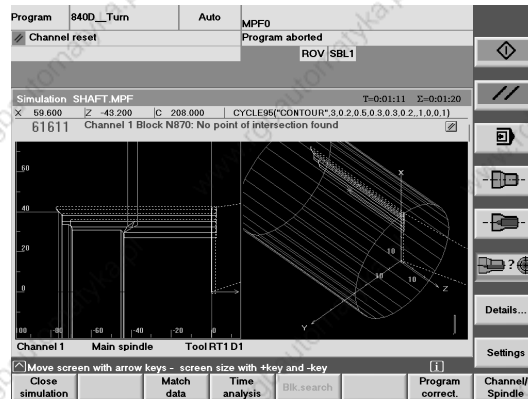 Program 840D__Turn Auto MPF0
Channel reset Program aborted
ROV SBL1
Simulation SHAFT.MPF T=0:01:11 Σ=0:01:20
X 59.600 Z -43.200 C 208.000 CYCLE95("CONTOUR",3,0.2,0.5,0.3,0.3,0.2,,1,0,0,1)
61611 Channel 1 Block N870: No point of intersection found
60
40
20
0
100 -80 -60 -40 -20 0
X
10
10 10
Z
Y
Channel 1 Main spindle Tool RT1 D1
Move screen with arrow keys - screen size with +key and -key i
Close simulation
Match data
Time analysis
Blk.search
Program correct.
Channel/ Spindle
Details...
Settings